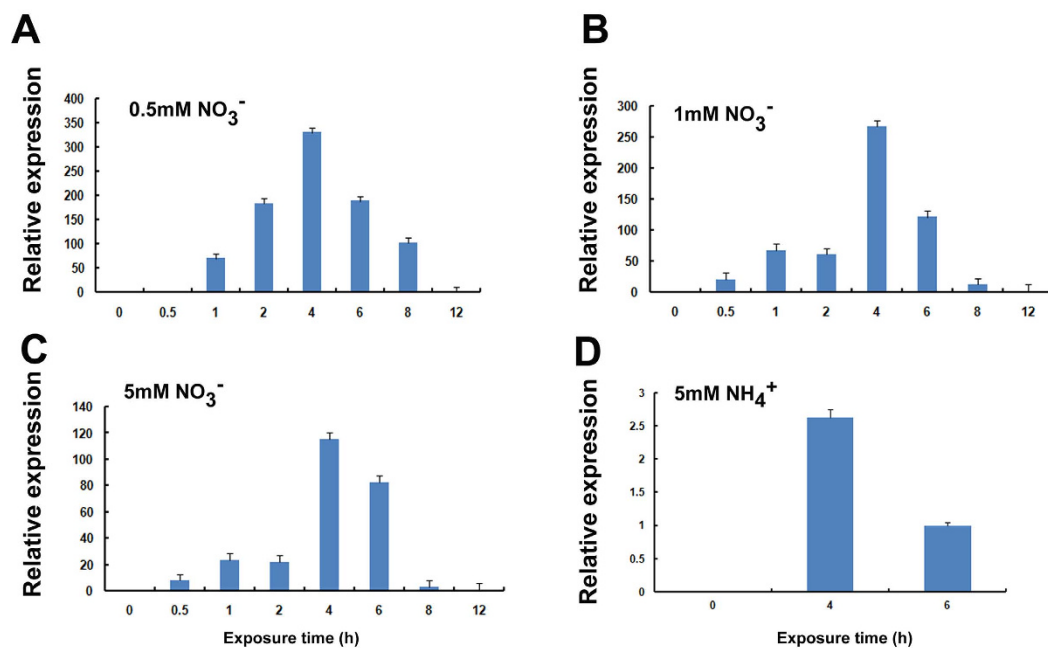 A
Relative expression
0.5mM NO3-
400
350
300
250
200
150
100
50
0
0 0.5 1 2 4 6 8 12
B
Relative expression
1mM NO3-
300
250
200
150
100
50
0
0 0.5 1 2 4 6 8 12
C
Relative expression
5mM NO3-
140
120
100
80
60
40
20
0
0 0.5 1 2 4 6 8 12
Exposure time (h)
D
Relative expression
5mM NH4+
3
2.5
2
1.5
1
0.5
0
0 4 6
Exposure time (h)